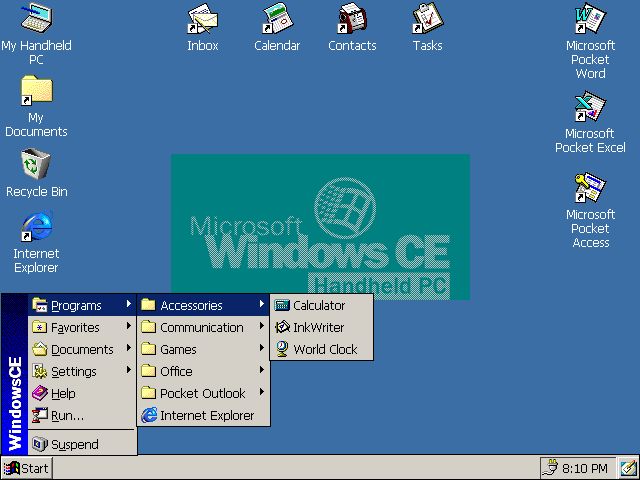 My Handheld
PC
Inbox
Calendar
Contacts
Tasks
Microsoft
Pocket
Word
My
Documents
Microsoft
Pocket Excel
Recycle Bin
Microsoft
Pocket
Access
Internet
Explorer
Microsoft
Windows CE
Handheld PC
WindowsCE
Programs
Favorites
Documents
Settings
Help
Run...
Suspend
Accessories
Communication
Games
Office
Pocket Outlook
Internet Explorer
Calculator
InkWriter
World Clock
Start
8:10 PM